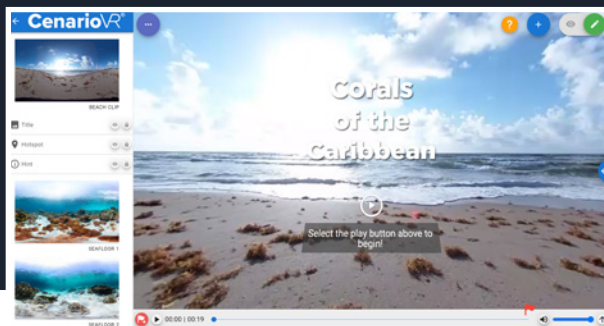 CenarioVR®
BEACH CLIP
Title
Hotspot
Hint
SEAFLOOR 1
SEAFLOOR 2
Corals
of the
Caribbean
Select the play button above to
begin!
00:00 | 00:19